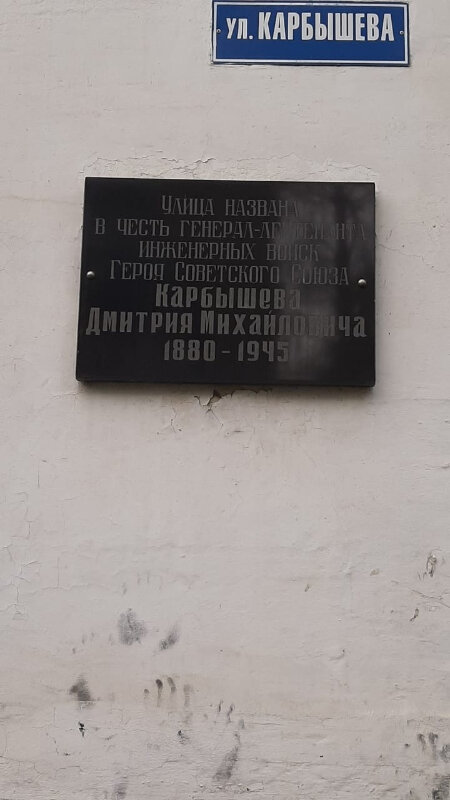 ул. КАРБЫШЕВА
Улица названа
в честь генерал-лейтенанта
инженерных войск
Героя Советского Союза
Карбышева
Дмитрия Михайловича
1880 - 1945